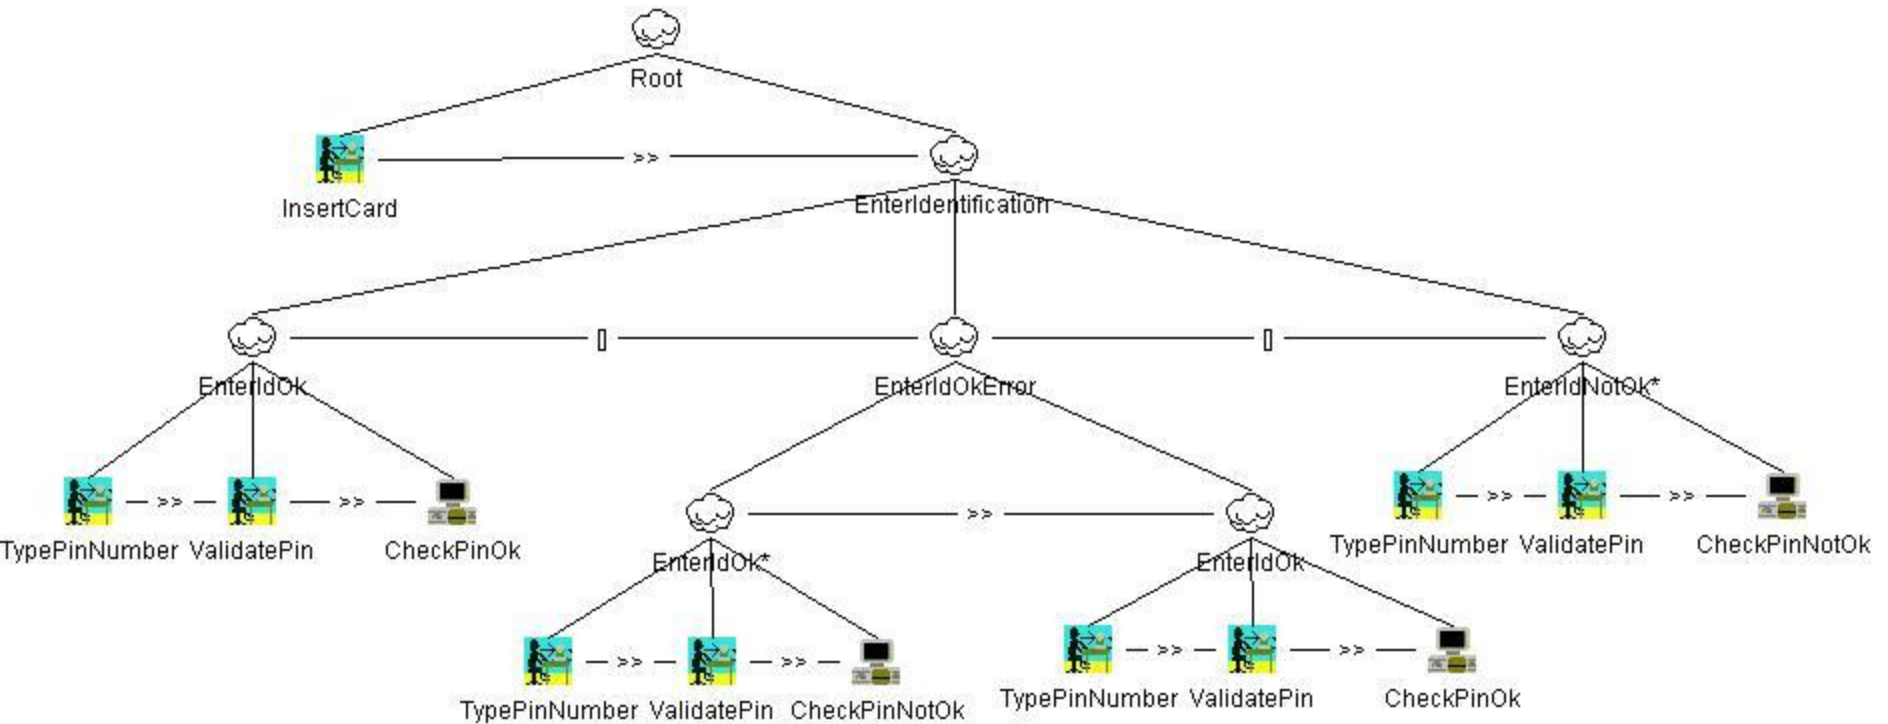 Root
>>
InsertCard
EnterIdentification
[]
[]
EnterIdOk
EnterIdOkError
EnterIdNotOk*
>>
>>
>>
>>
>>
TypePinNumber
ValidatePin
CheckPinOk
TypePinNumber
ValidatePin
CheckPinNotOk
EnterIdOk*
EnterIdOk
>>
>>
>>
>>
TypePinNumber
ValidatePin
CheckPinNotOk
TypePinNumber
ValidatePin
CheckPinOk